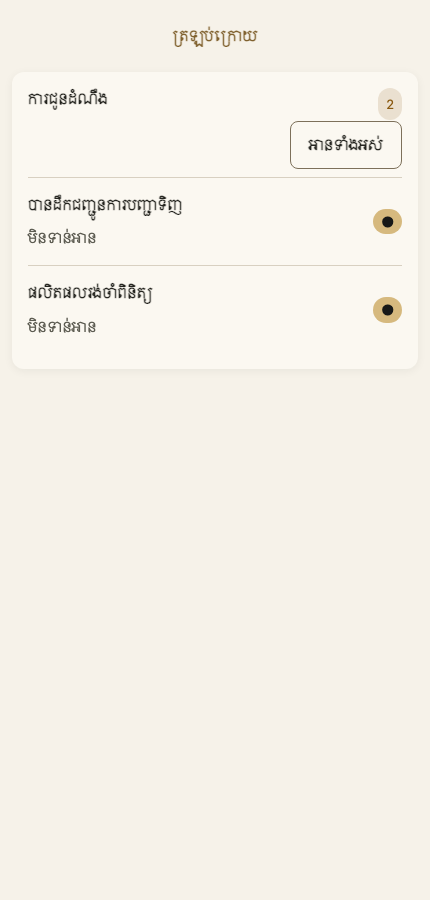 ត្រឡប់ក្រោយ
ការជូនដំណឹង
2
អានទាំងអស់
បានដឹកជញ្ជូនការបញ្ជាទិញ
មិនទាន់អាន
ផលិតផលរង់ចាំពិនិត្យ
មិនទាន់អាន